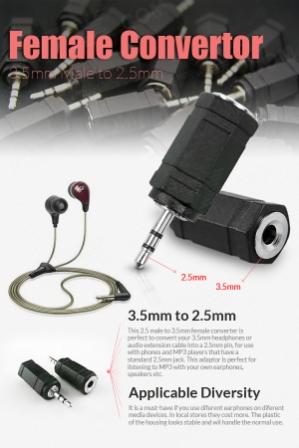 Female Convertor
3.5mm Male to 2.5mm
2.5mm
3.5mm
3.5mm to 2.5mm
This 2.5 male to 3.5mm female converter is
perfect to convert your 3.5mm headphones or
audio extension cable into a 2.5mm pin, for use
with phones and MP3 players that have a
standard 2.5mm jack. This adaptor is perfect for
listening to MP3 with your own earphones,
speakers etc.
Applicable Diversity
It is a must-have if you use different earphones on different
media devices. In local stores they cost more. The plastic
of the housing looks stable and will handle the normal use.